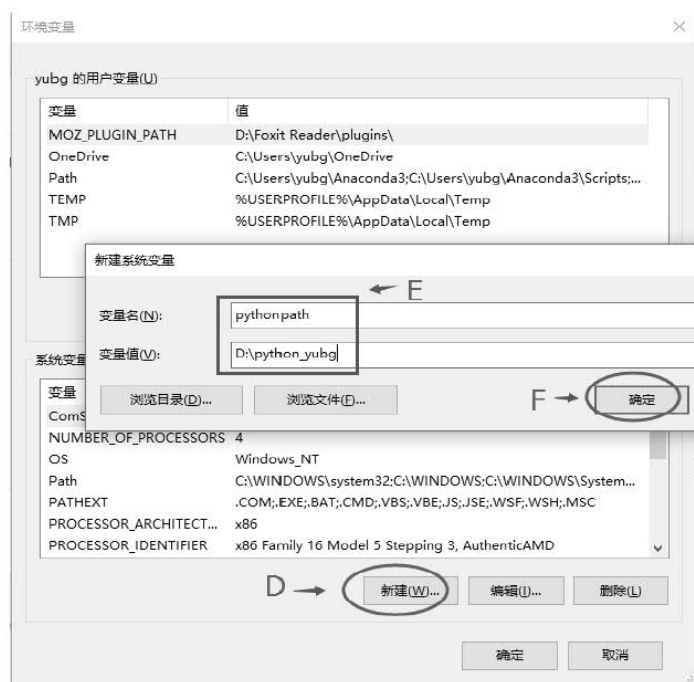 环境变量
yubg 的用户变量(U)
变量 值
MOZ_PLUGIN_PATH D:\Foxit Reader\plugins\
OneDrive C:\Users\yubg\OneDrive
Path C:\Users\yubg\Anaconda3;C:\Users\yubg\Anaconda3\Scripts;...
TEMP %USERPROFILE%\AppData\Local\Temp
TMP %USERPROFILE%\AppData\Local\Temp
新建系统变量
E
变量名(N): pythonpath
变量值(V): D:\python_yubg
浏览目录(D)... 浏览文件(F)... F 确定
系统变量
变量
ComS
NUMBER_OF_PROCESSORS 4
OS Windows_NT
Path C:\WINDOWS\system32;C:\WINDOWS;C:\WINDOWS\System...
PATHEXT .COM;.EXE;.BAT;.CMD;.VBS;.VBE;.JS;.JSE;.WSF;.WSH;.MSC
PROCESSOR_ARCHITECT... x86
PROCESSOR_IDENTIFIER x86 Family 16 Model 5 Stepping 3, AuthenticAMD
D 新建(W)... 编辑(I)... 删除(L)
确定 取消